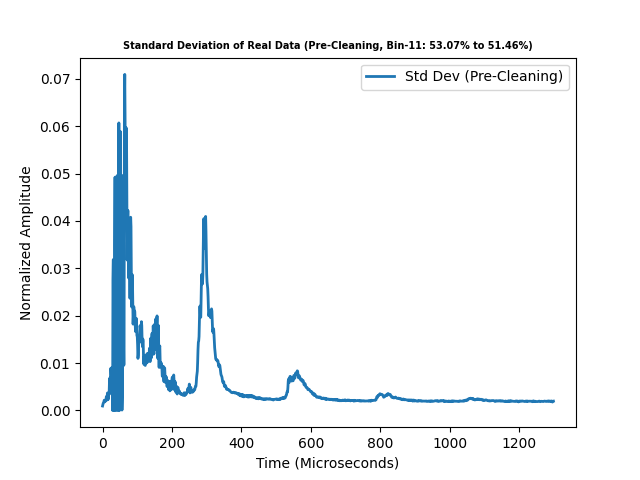 Standard Deviation of Real Data (Pre-Cleaning, Bin-11: 53.07% to 51.46%)
Std Dev (Pre-Cleaning)
Normalized Amplitude
0.07
0.06
0.05
0.04
0.03
0.02
0.01
0.00
0 200 400 600 800 1000 1200
Time (Microseconds)